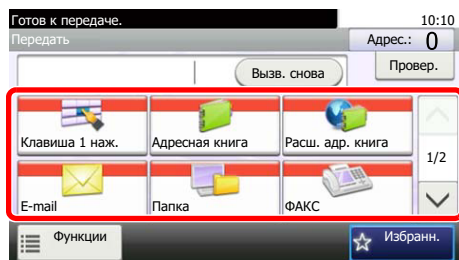 Готов к передаче. 10:10
Передать Адрес.: 0
Вызв. снова Провер.
Клавиша 1 наж. Адресная книга Расш. адр. книга
1/2
E-mail Папка ФАКС
Функции Избранн.